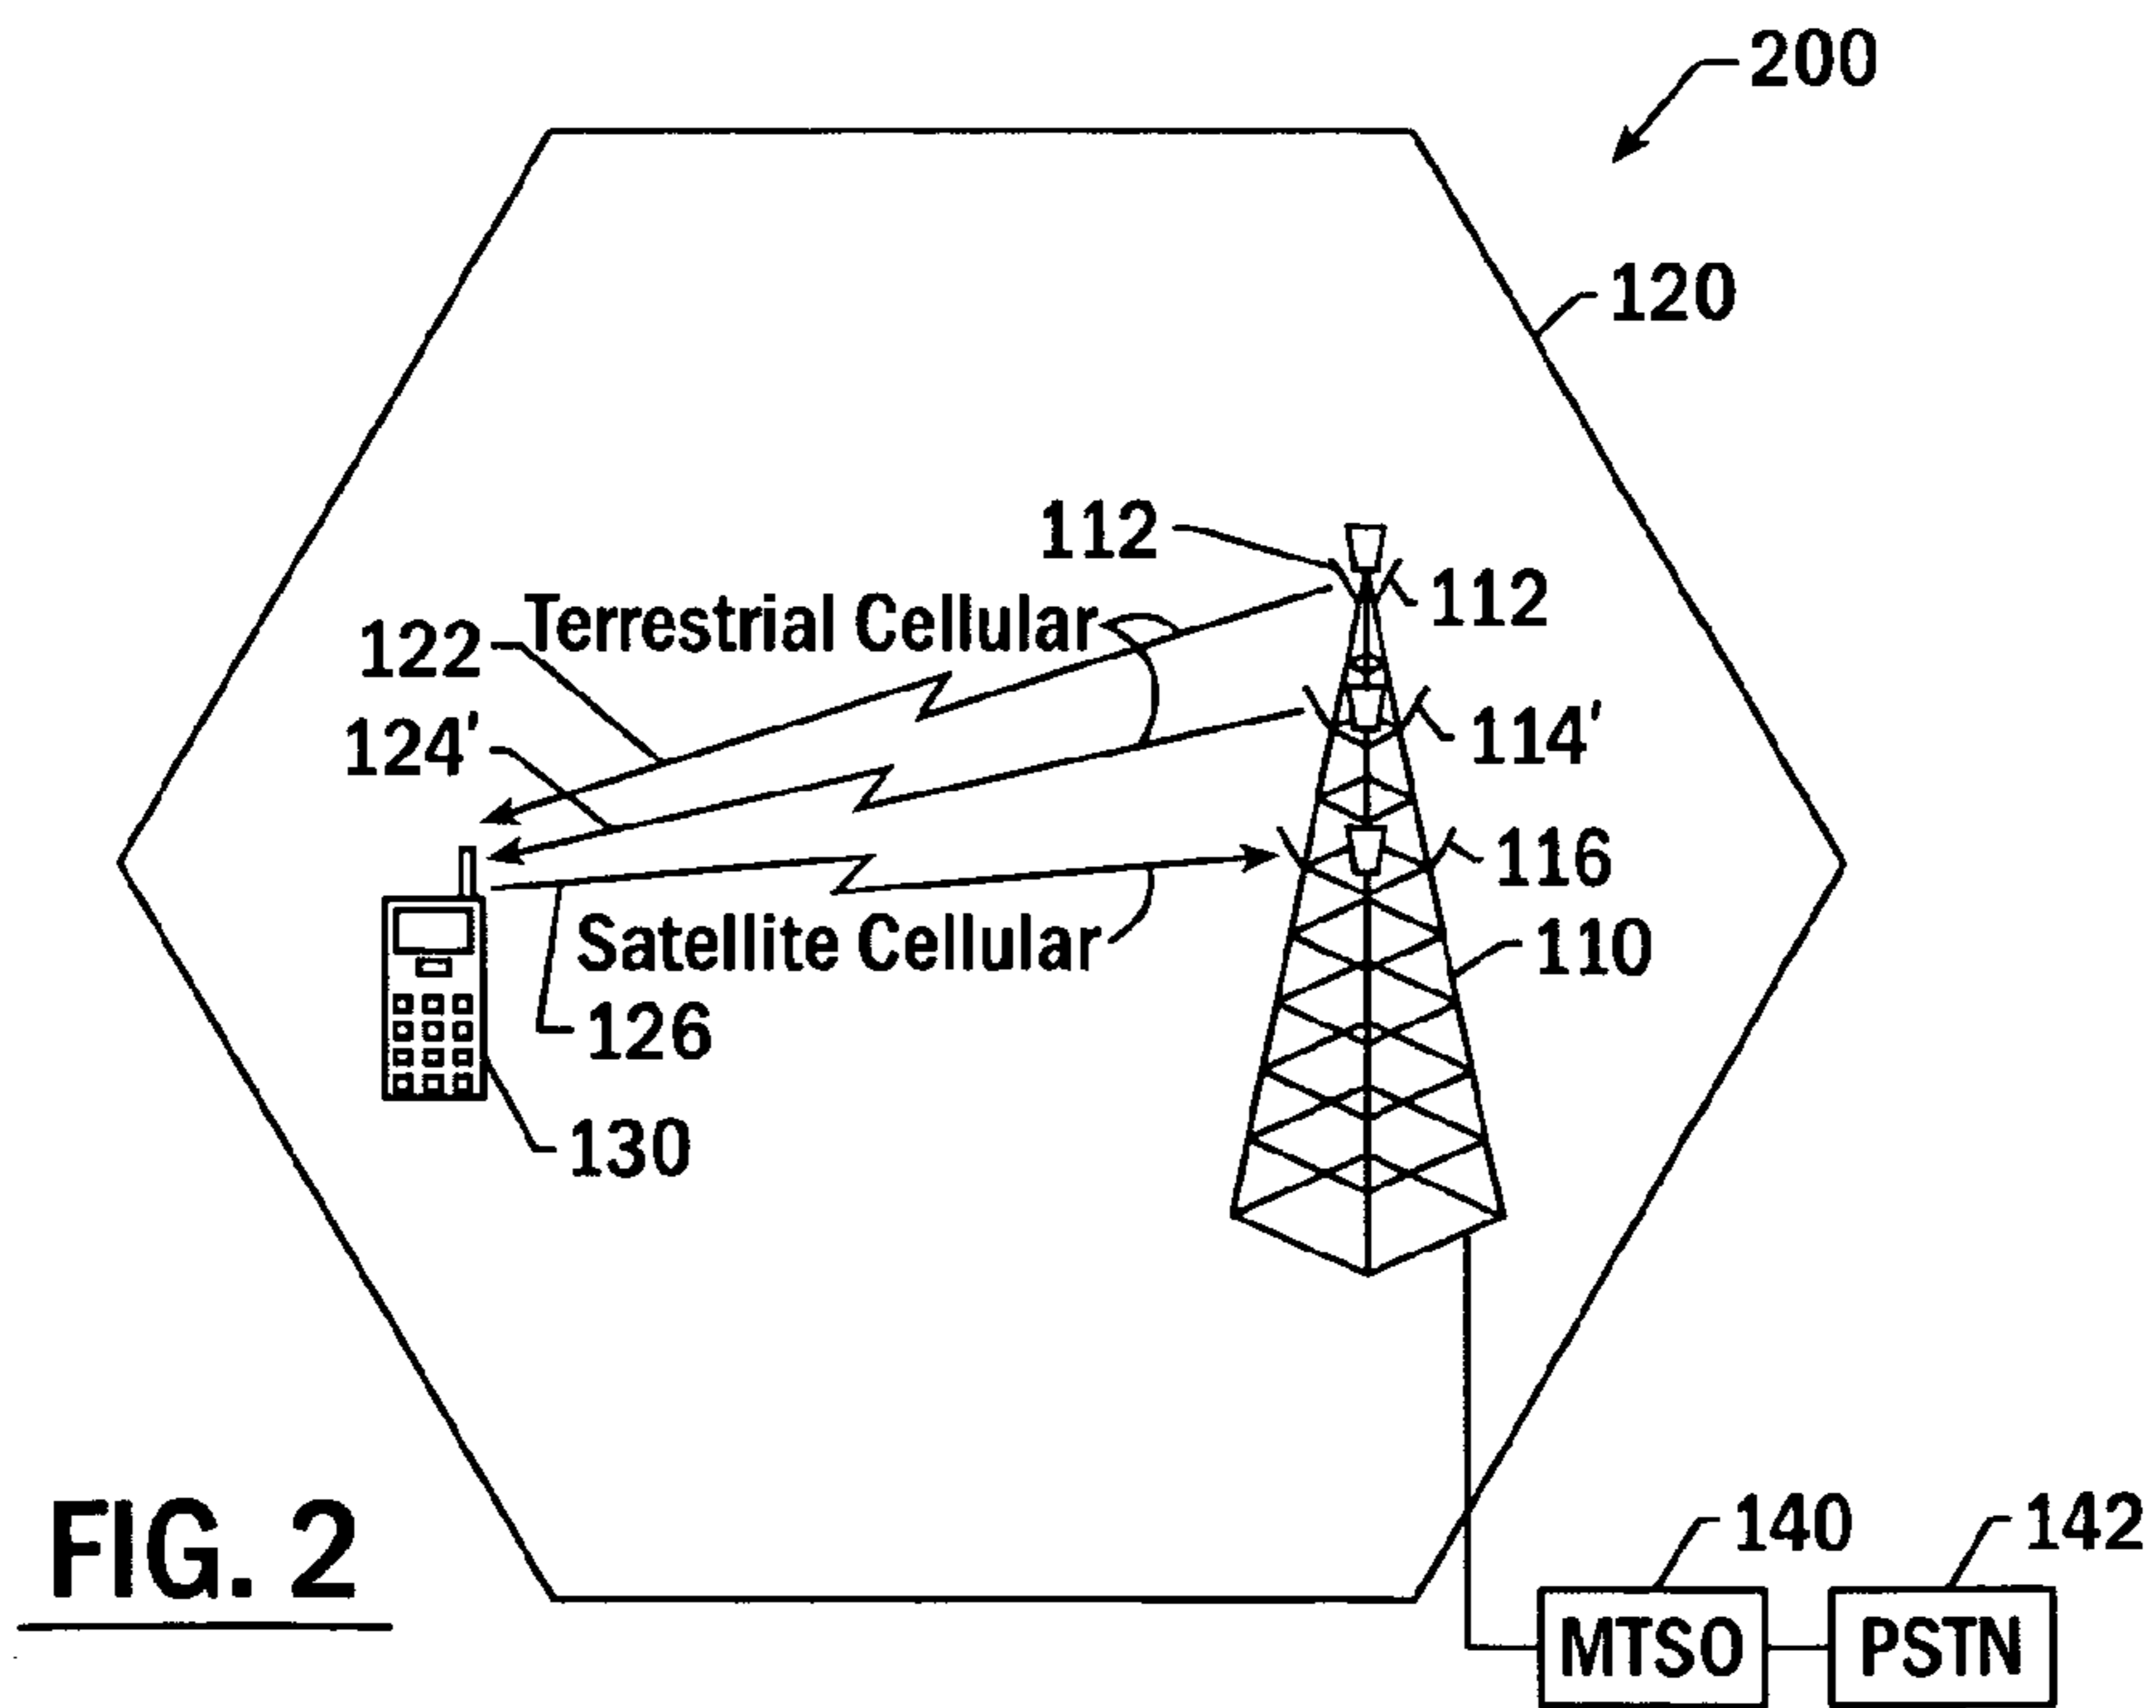 200
120
112
112
Terrestrial Cellular
122
124'
114'
116
Satellite Cellular
110
126
130
FIG. 2
140
142
MTSO
PSTN